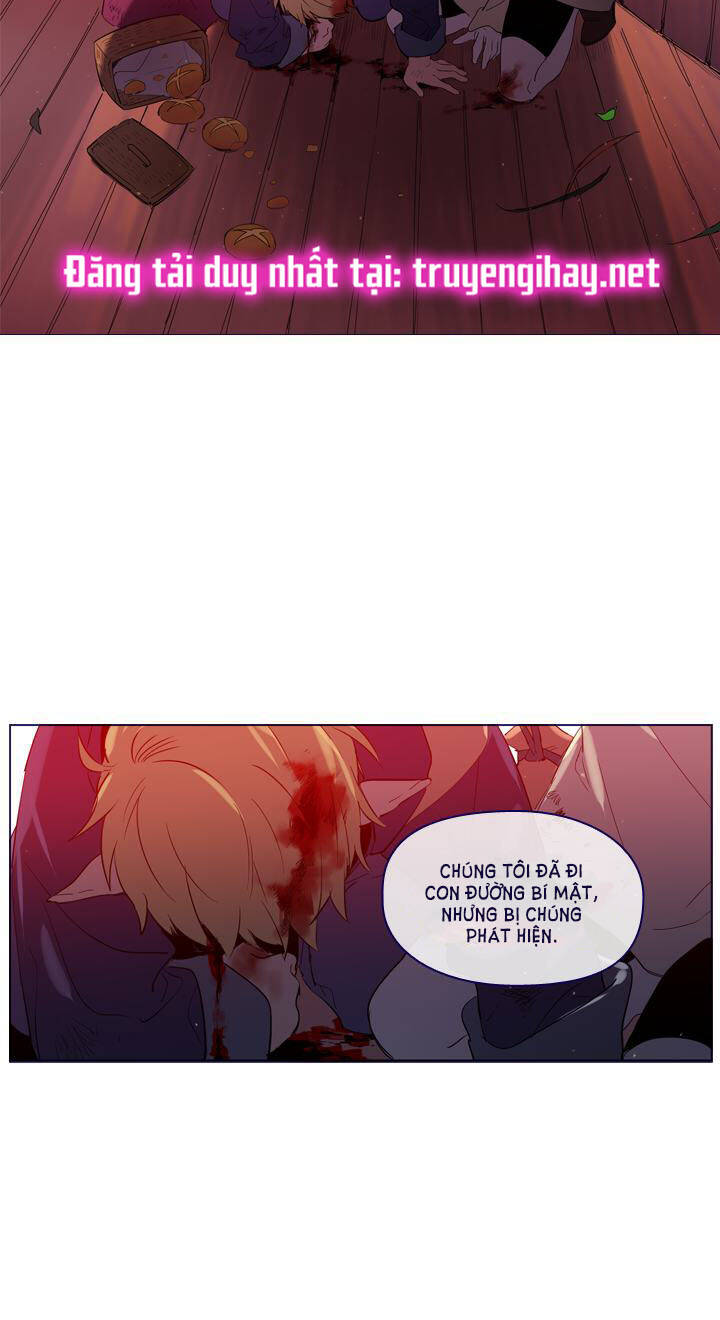 Đăng tải duy nhất tại: truyengihay.net
CHÚNG TÔI ĐÃ ĐI
CON ĐƯỜNG BÍ MẬT,
NHƯNG BỊ CHÚNG
PHÁT HIỆN.